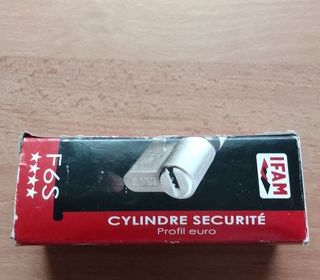 F6S
IFAM
CYLINDRE SECURITÉ
Profil euro